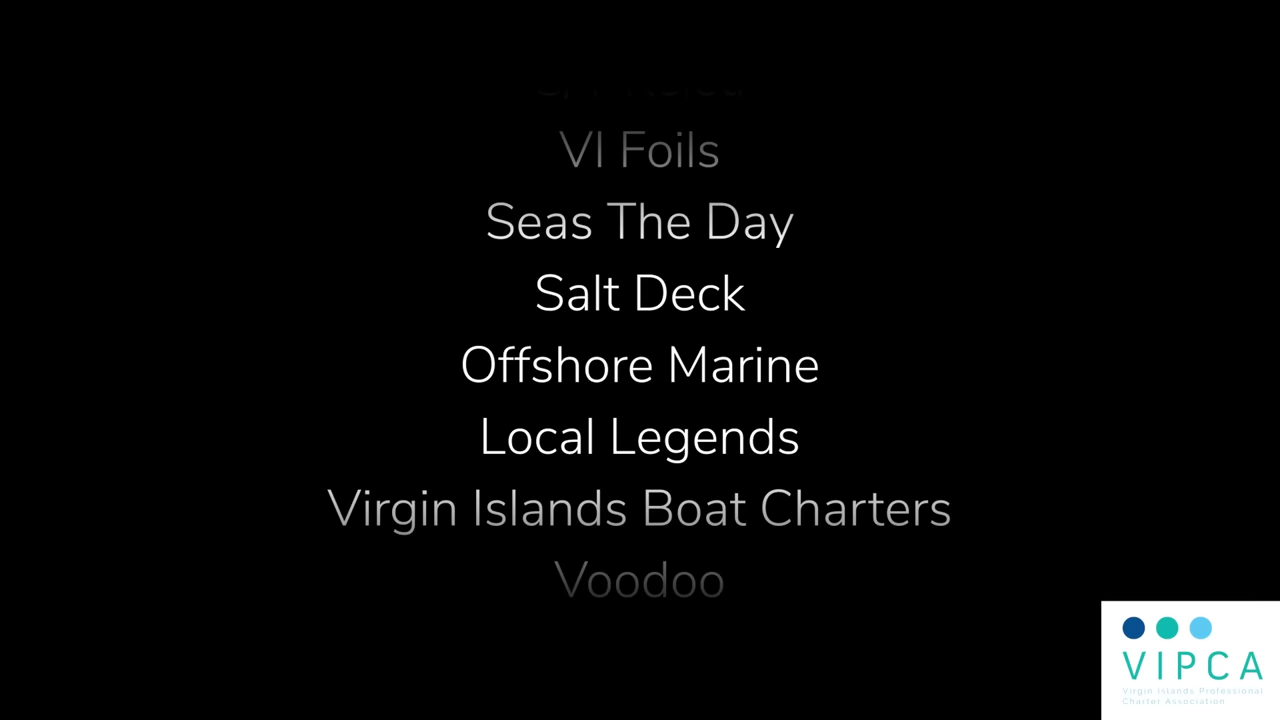 VI Foils
Seas The Day
Salt Deck
Offshore Marine
Local Legends
Virgin Islands Boat Charters
Voodoo
VIPCA
Virgin Islands Professional
Charter Association